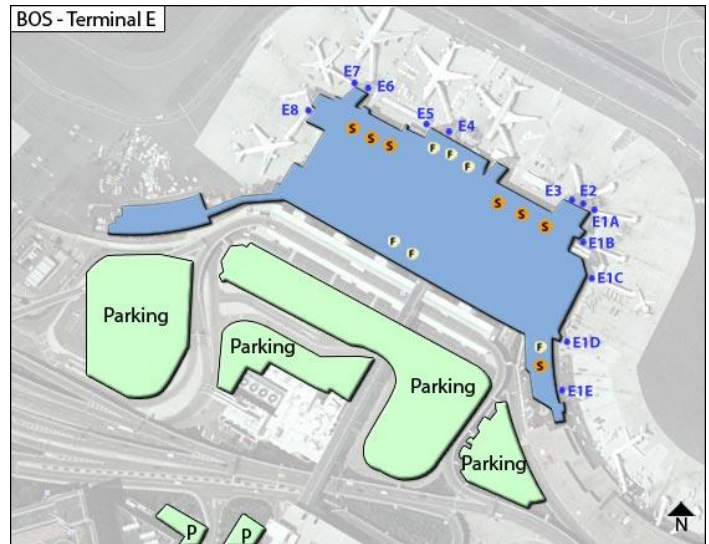 BOS - Terminal E
E7
E6
E8
E5
E4
S
S
S
F
F
F
E3
E2
S
S
S
E1A
E1B
F
F
E1C
Parking
Parking
F
E1D
S
Parking
E1E
Parking
P
P
N